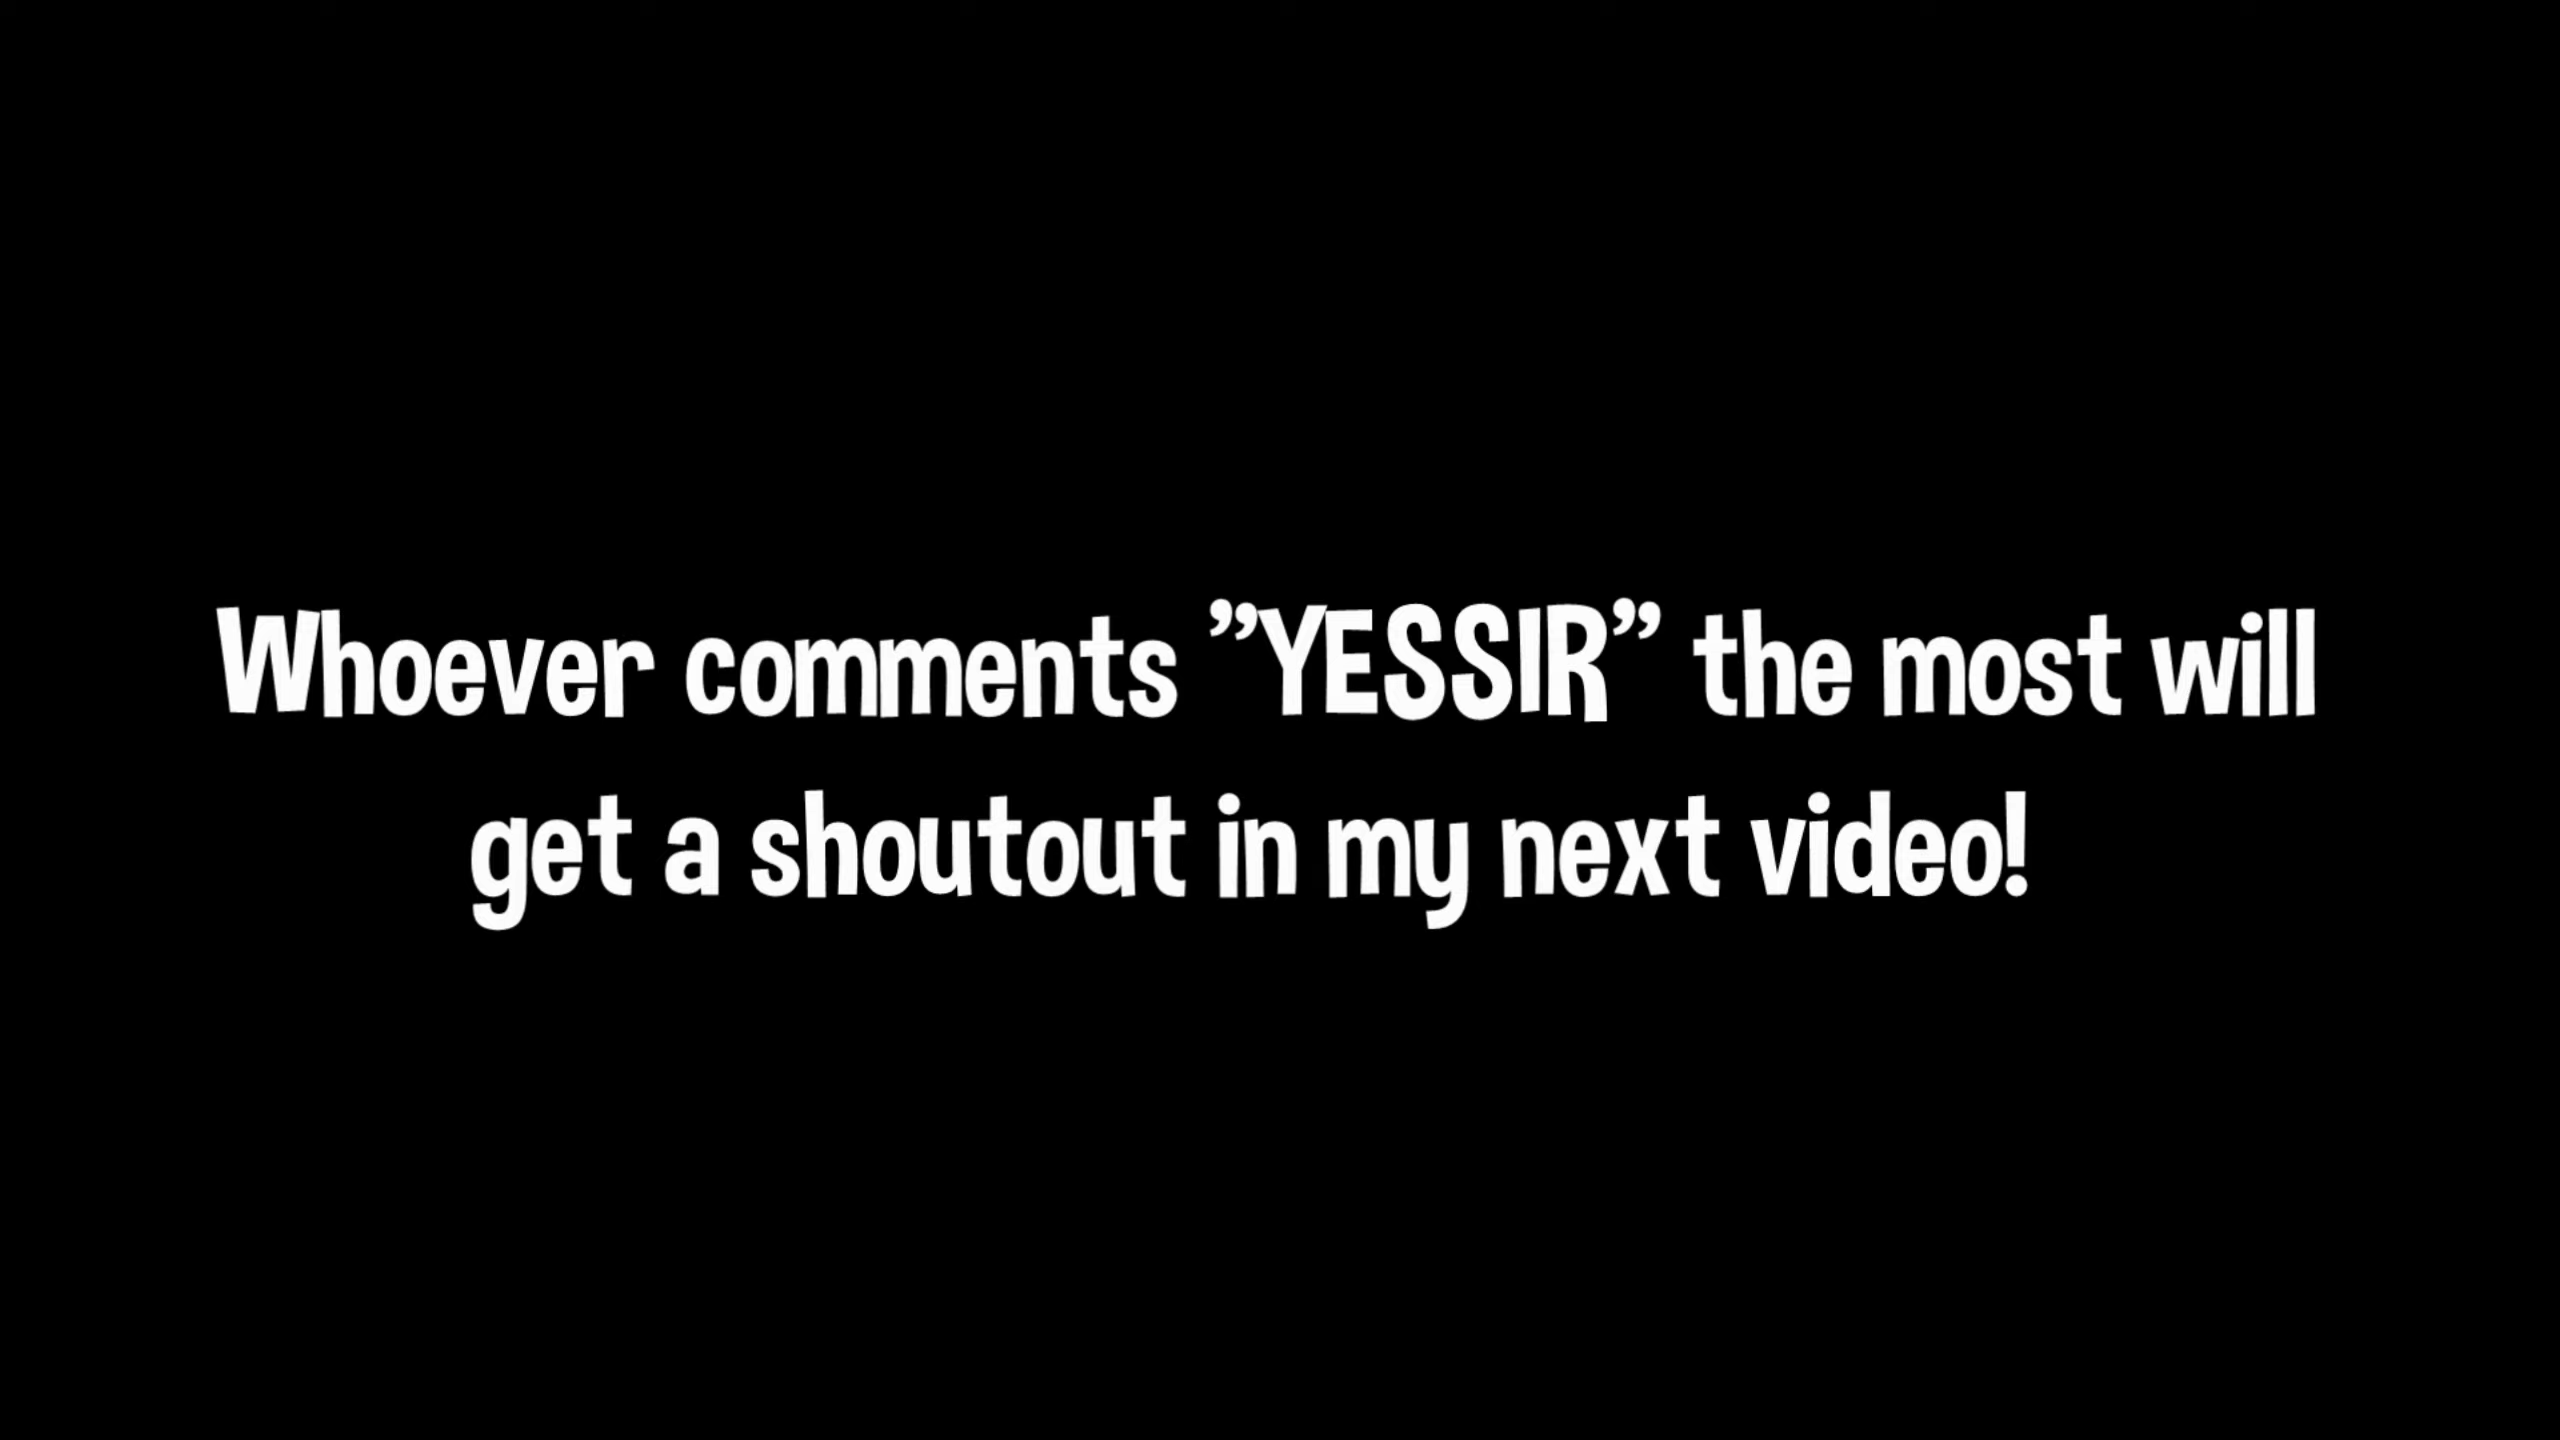 Whoever comments ”YESSIR” the most will
get a shoutout in my next video!